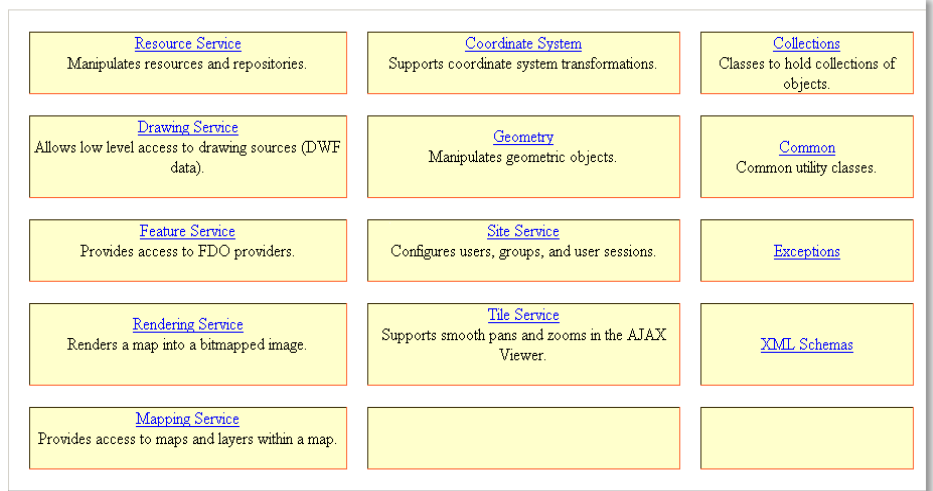 Resource Service
Manipulates resources and repositories.
Coordinate System
Supports coordinate system transformations.
Collections
Classes to hold collections of
objects.
Drawing Service
Allows low level access to drawing sources (DWF
data).
Geometry
Manipulates geometric objects.
Common
Common utility classes.
Feature Service
Provides access to FDO providers.
Site Service
Configures users, groups, and user sessions.
Exceptions
Rendering Service
Renders a map into a bitmapped image.
Tile Service
Supports smooth pans and zooms in the AJAX
Viewer.
XML Schemas
Mapping Service
Provides access to maps and layers within a map.